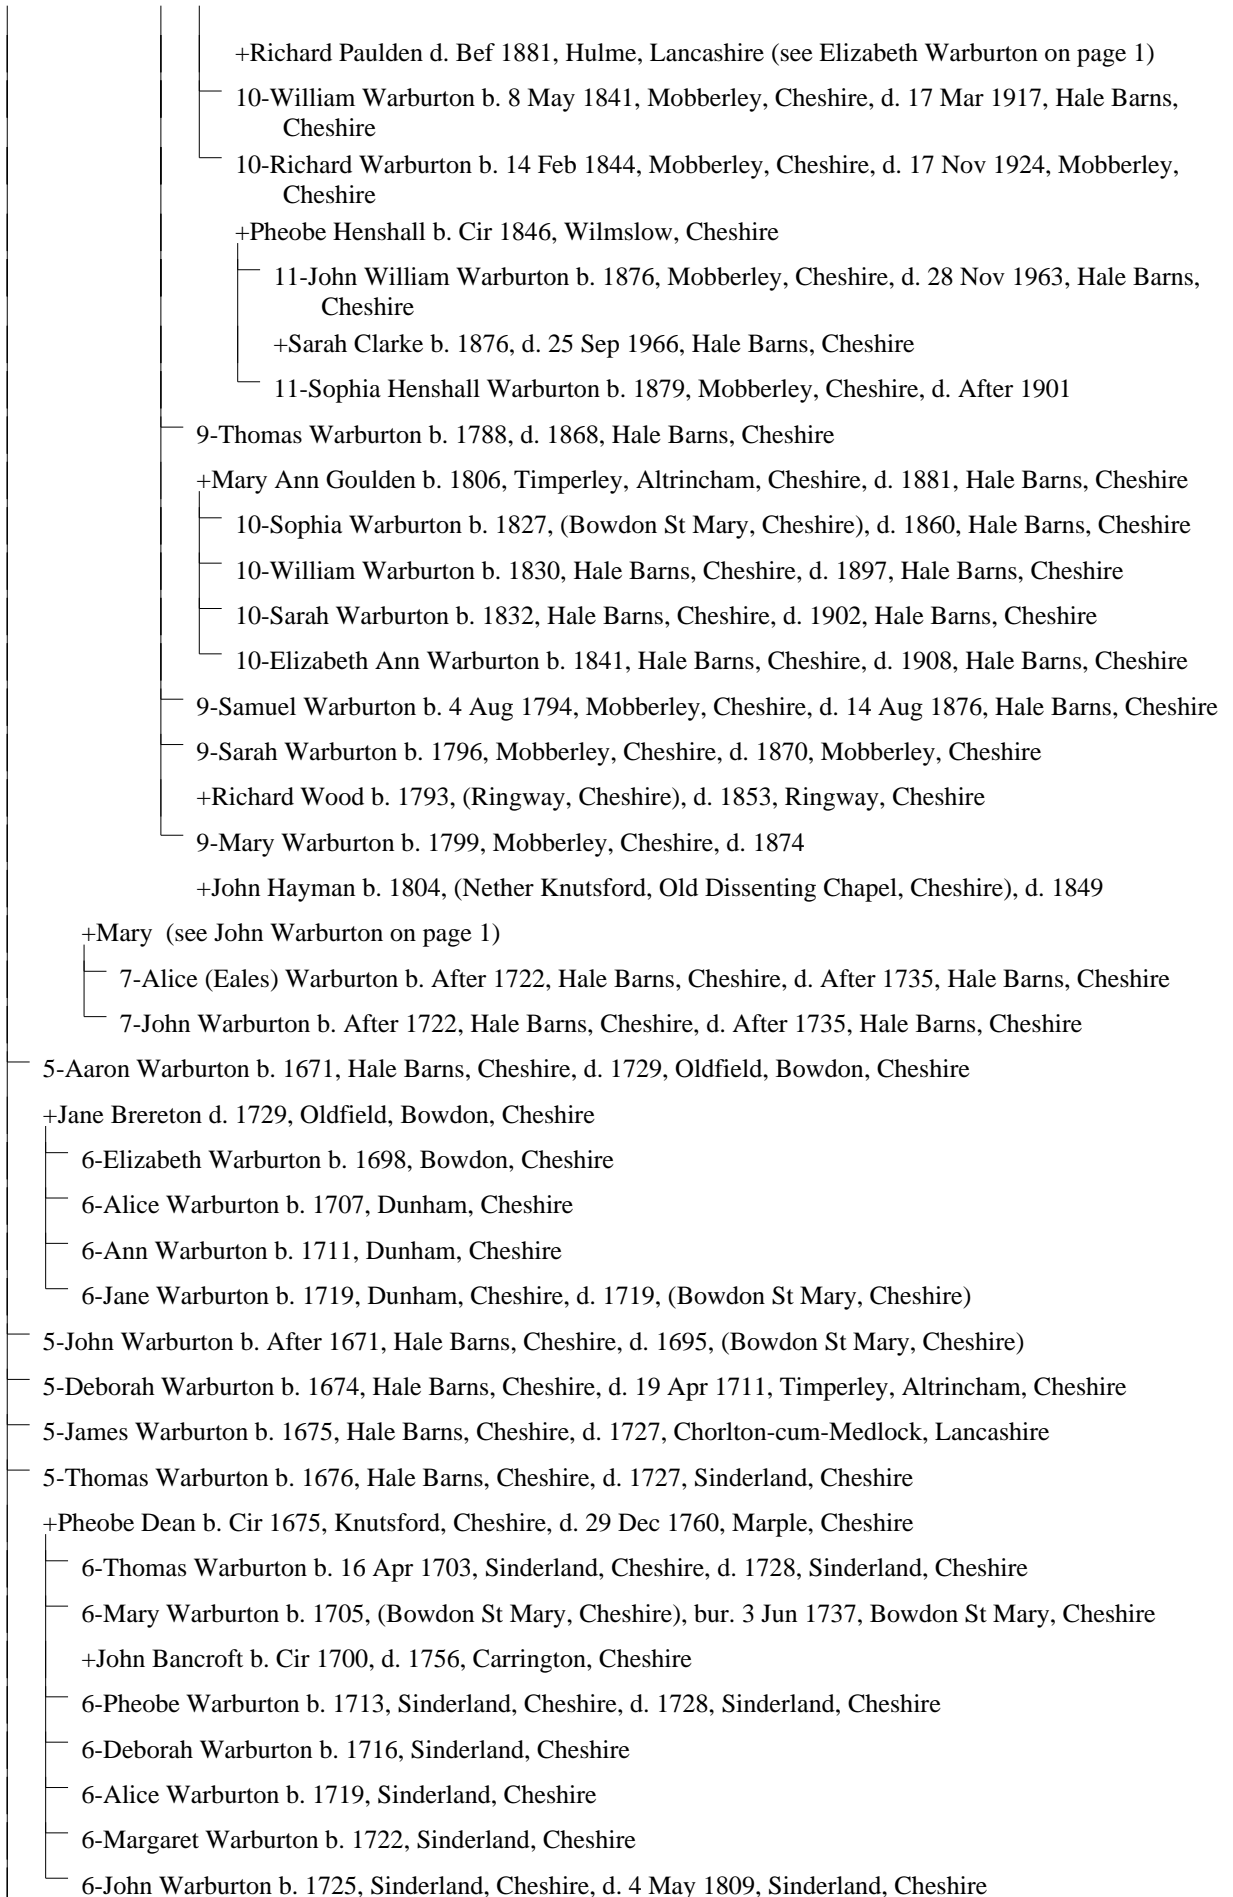 +Richard Paulden d. Bef 1881, Hulme, Lancashire (see Elizabeth Warburton on page 1)
10-William Warburton b. 8 May 1841, Mobberley, Cheshire, d. 17 Mar 1917, Hale Barns,
Cheshire
10-Richard Warburton b. 14 Feb 1844, Mobberley, Cheshire, d. 17 Nov 1924, Mobberley,
Cheshire
+Pheobe Henshall b. Cir 1846, Wilmslow, Cheshire
11-John William Warburton b. 1876, Mobberley, Cheshire, d. 28 Nov 1963, Hale Barns,
Cheshire
+Sarah Clarke b. 1876, d. 25 Sep 1966, Hale Barns, Cheshire
11-Sophia Henshall Warburton b. 1879, Mobberley, Cheshire, d. After 1901
9-Thomas Warburton b. 1788, d. 1868, Hale Barns, Cheshire
+Mary Ann Goulden b. 1806, Timperley, Altrincham, Cheshire, d. 1881, Hale Barns, Cheshire
10-Sophia Warburton b. 1827, (Bowdon St Mary, Cheshire), d. 1860, Hale Barns, Cheshire
10-William Warburton b. 1830, Hale Barns, Cheshire, d. 1897, Hale Barns, Cheshire
10-Sarah Warburton b. 1832, Hale Barns, Cheshire, d. 1902, Hale Barns, Cheshire
10-Elizabeth Ann Warburton b. 1841, Hale Barns, Cheshire, d. 1908, Hale Barns, Cheshire
9-Samuel Warburton b. 4 Aug 1794, Mobberley, Cheshire, d. 14 Aug 1876, Hale Barns, Cheshire
9-Sarah Warburton b. 1796, Mobberley, Cheshire, d. 1870, Mobberley, Cheshire
+Richard Wood b. 1793, (Ringway, Cheshire), d. 1853, Ringway, Cheshire
9-Mary Warburton b. 1799, Mobberley, Cheshire, d. 1874
+John Hayman b. 1804, (Nether Knutsford, Old Dissenting Chapel, Cheshire), d. 1849
+Mary (see John Warburton on page 1)
7-Alice (Eales) Warburton b. After 1722, Hale Barns, Cheshire, d. After 1735, Hale Barns, Cheshire
7-John Warburton b. After 1722, Hale Barns, Cheshire, d. After 1735, Hale Barns, Cheshire
5-Aaron Warburton b. 1671, Hale Barns, Cheshire, d. 1729, Oldfield, Bowdon, Cheshire
+Jane Brereton d. 1729, Oldfield, Bowdon, Cheshire
6-Elizabeth Warburton b. 1698, Bowdon, Cheshire
6-Alice Warburton b. 1707, Dunham, Cheshire
6-Ann Warburton b. 1711, Dunham, Cheshire
6-Jane Warburton b. 1719, Dunham, Cheshire, d. 1719, (Bowdon St Mary, Cheshire)
5-John Warburton b. After 1671, Hale Barns, Cheshire, d. 1695, (Bowdon St Mary, Cheshire)
5-Deborah Warburton b. 1674, Hale Barns, Cheshire, d. 19 Apr 1711, Timperley, Altrincham, Cheshire
5-James Warburton b. 1675, Hale Barns, Cheshire, d. 1727, Chorlton-cum-Medlock, Lancashire
5-Thomas Warburton b. 1676, Hale Barns, Cheshire, d. 1727, Sinderland, Cheshire
+Pheobe Dean b. Cir 1675, Knutsford, Cheshire, d. 29 Dec 1760, Marple, Cheshire
6-Thomas Warburton b. 16 Apr 1703, Sinderland, Cheshire, d. 1728, Sinderland, Cheshire
6-Mary Warburton b. 1705, (Bowdon St Mary, Cheshire), bur. 3 Jun 1737, Bowdon St Mary, Cheshire
+John Bancroft b. Cir 1700, d. 1756, Carrington, Cheshire
6-Pheobe Warburton b. 1713, Sinderland, Cheshire, d. 1728, Sinderland, Cheshire
6-Deborah Warburton b. 1716, Sinderland, Cheshire
6-Alice Warburton b. 1719, Sinderland, Cheshire
6-Margaret Warburton b. 1722, Sinderland, Cheshire
6-John Warburton b. 1725, Sinderland, Cheshire, d. 4 May 1809, Sinderland, Cheshire